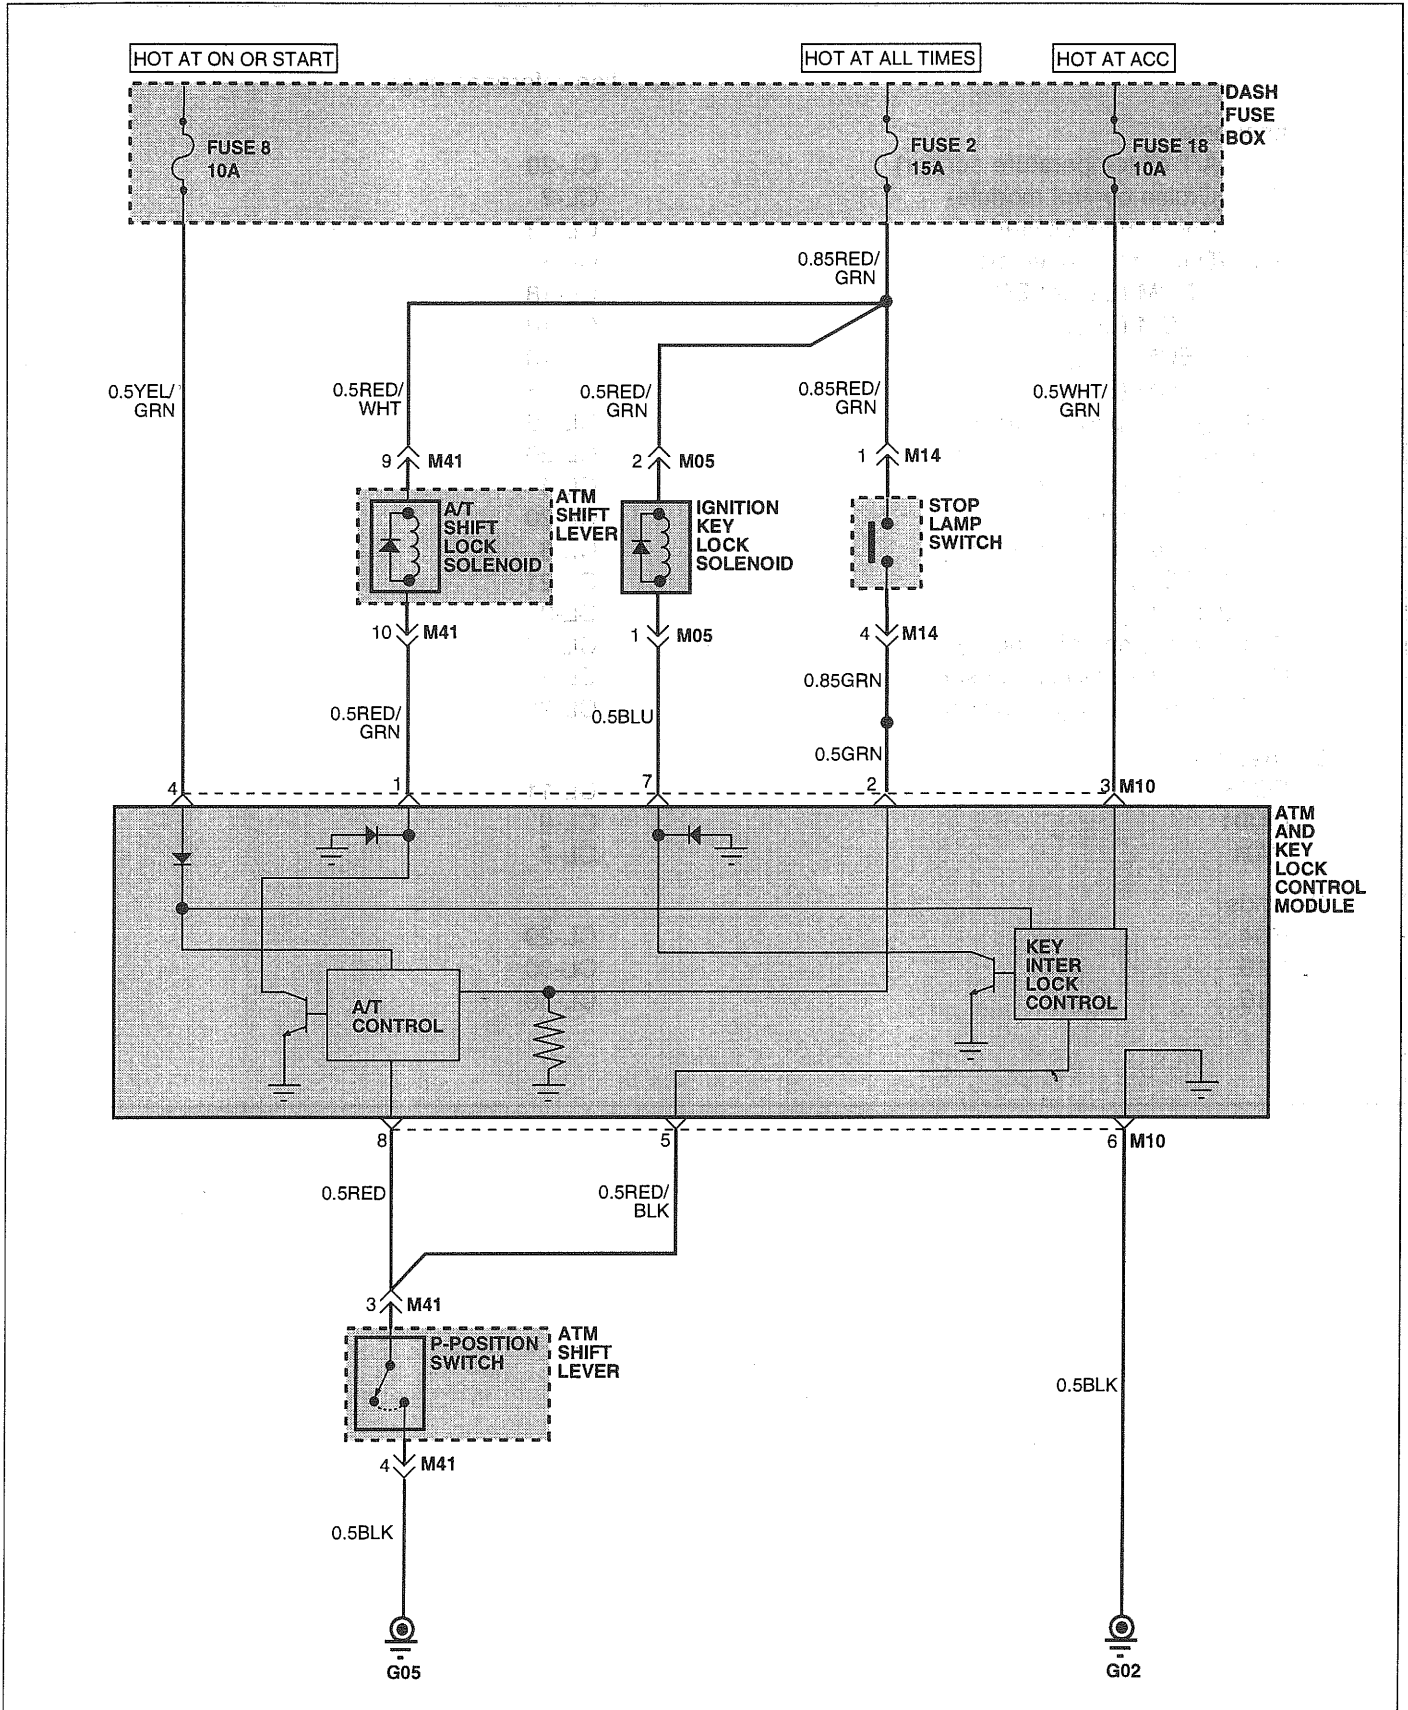 HOT AT ON OR START
HOT AT ALL TIMES
HOT AT ACC
DASH
FUSE
BOX
FUSE 8
10A
FUSE 2
15A
FUSE 18
10A
0.85RED/
GRN
0.5YEL/
GRN
0.5RED/
WHT
0.5RED/
GRN
0.85RED/
GRN
0.5WHT/
GRN
9
M41
2
M05
1
M14
A/T
SHIFT
LOCK
SOLENOID
ATM
SHIFT
LEVER
IGNITION
KEY
LOCK
SOLENOID
STOP
LAMP
SWITCH
10
M41
1
M05
4
M14
0.5RED/
GRN
0.5BLU
0.85GRN
0.5GRN
4
1
7
2
3
M10
ATM
AND
KEY
LOCK
CONTROL
MODULE
A/T
CONTROL
KEY
INTER
LOCK
CONTROL
8
5
6
M10
0.5RED
0.5RED/
BLK
3
M41
P-POSITION
SWITCH
ATM
SHIFT
LEVER
4
M41
0.5BLK
0.5BLK
G05
G02